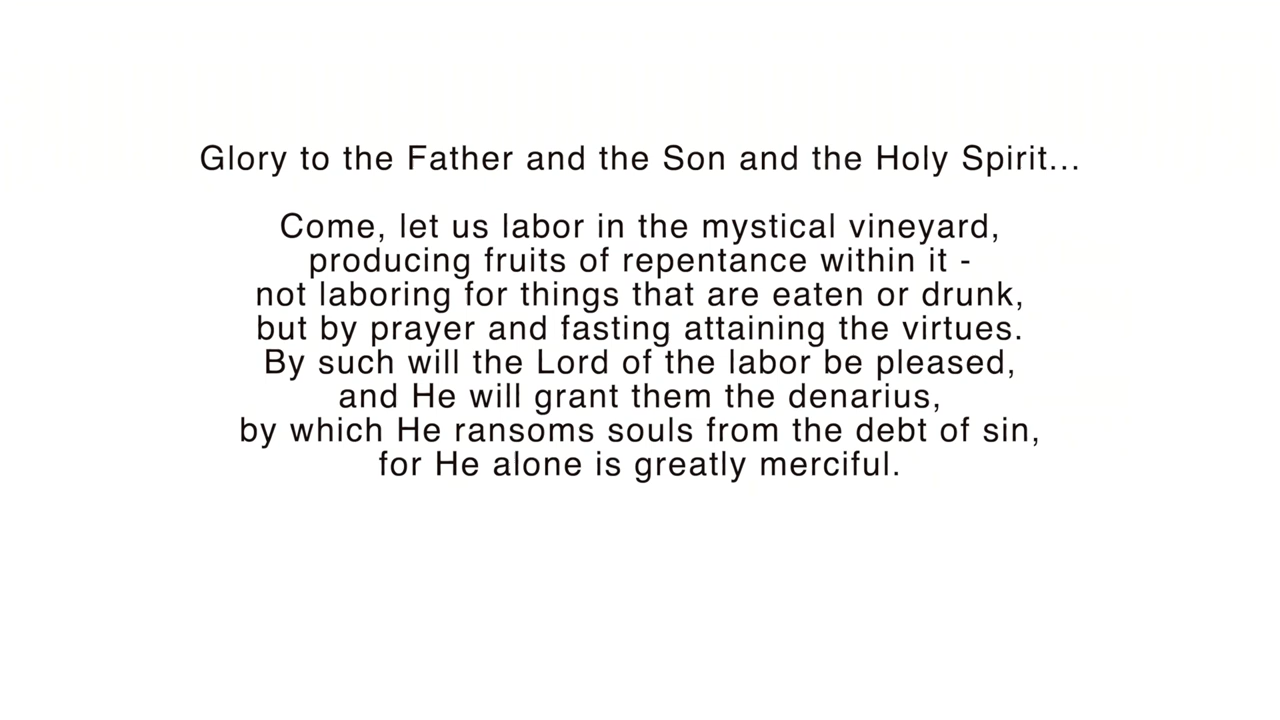 Glory to the Father and the Son and the Holy Spirit...
Come, let us labor in the mystical vineyard,
producing fruits of repentance within it -
not laboring for things that are eaten or drunk,
but by prayer and fasting attaining the virtues.
By such will the Lord of the labor be pleased,
and He will grant them the denarius,
by which He ransoms souls from the debt of sin,
for He alone is greatly merciful.